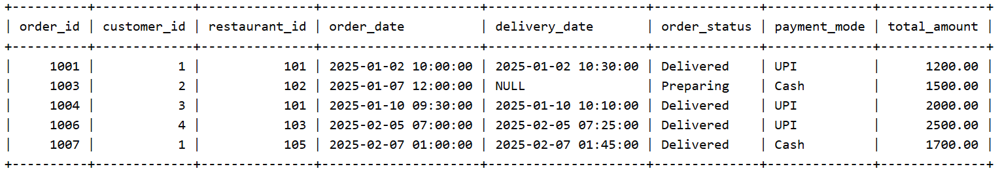 +----------+-------------+---------------+---------------------+---------------------+--------------+--------------+--------------+
| order_id | customer_id | restaurant_id | order_date          | delivery_date       | order_status | payment_mode | total_amount |
+----------+-------------+---------------+---------------------+---------------------+--------------+--------------+--------------+
|     1001 |           1 |           101 | 2025-01-02 10:00:00 | 2025-01-02 10:30:00 | Delivered    | UPI          |      1200.00 |
|     1003 |           2 |           102 | 2025-01-07 12:00:00 | NULL                | Preparing    | Cash         |      1500.00 |
|     1004 |           3 |           101 | 2025-01-10 09:30:00 | 2025-01-10 10:10:00 | Delivered    | UPI          |      2000.00 |
|     1006 |           4 |           103 | 2025-02-05 07:00:00 | 2025-02-05 07:25:00 | Delivered    | UPI          |      2500.00 |
|     1007 |           1 |           105 | 2025-02-07 01:00:00 | 2025-02-07 01:45:00 | Delivered    | Cash         |      1700.00 |
+----------+-------------+---------------+---------------------+---------------------+--------------+--------------+--------------+